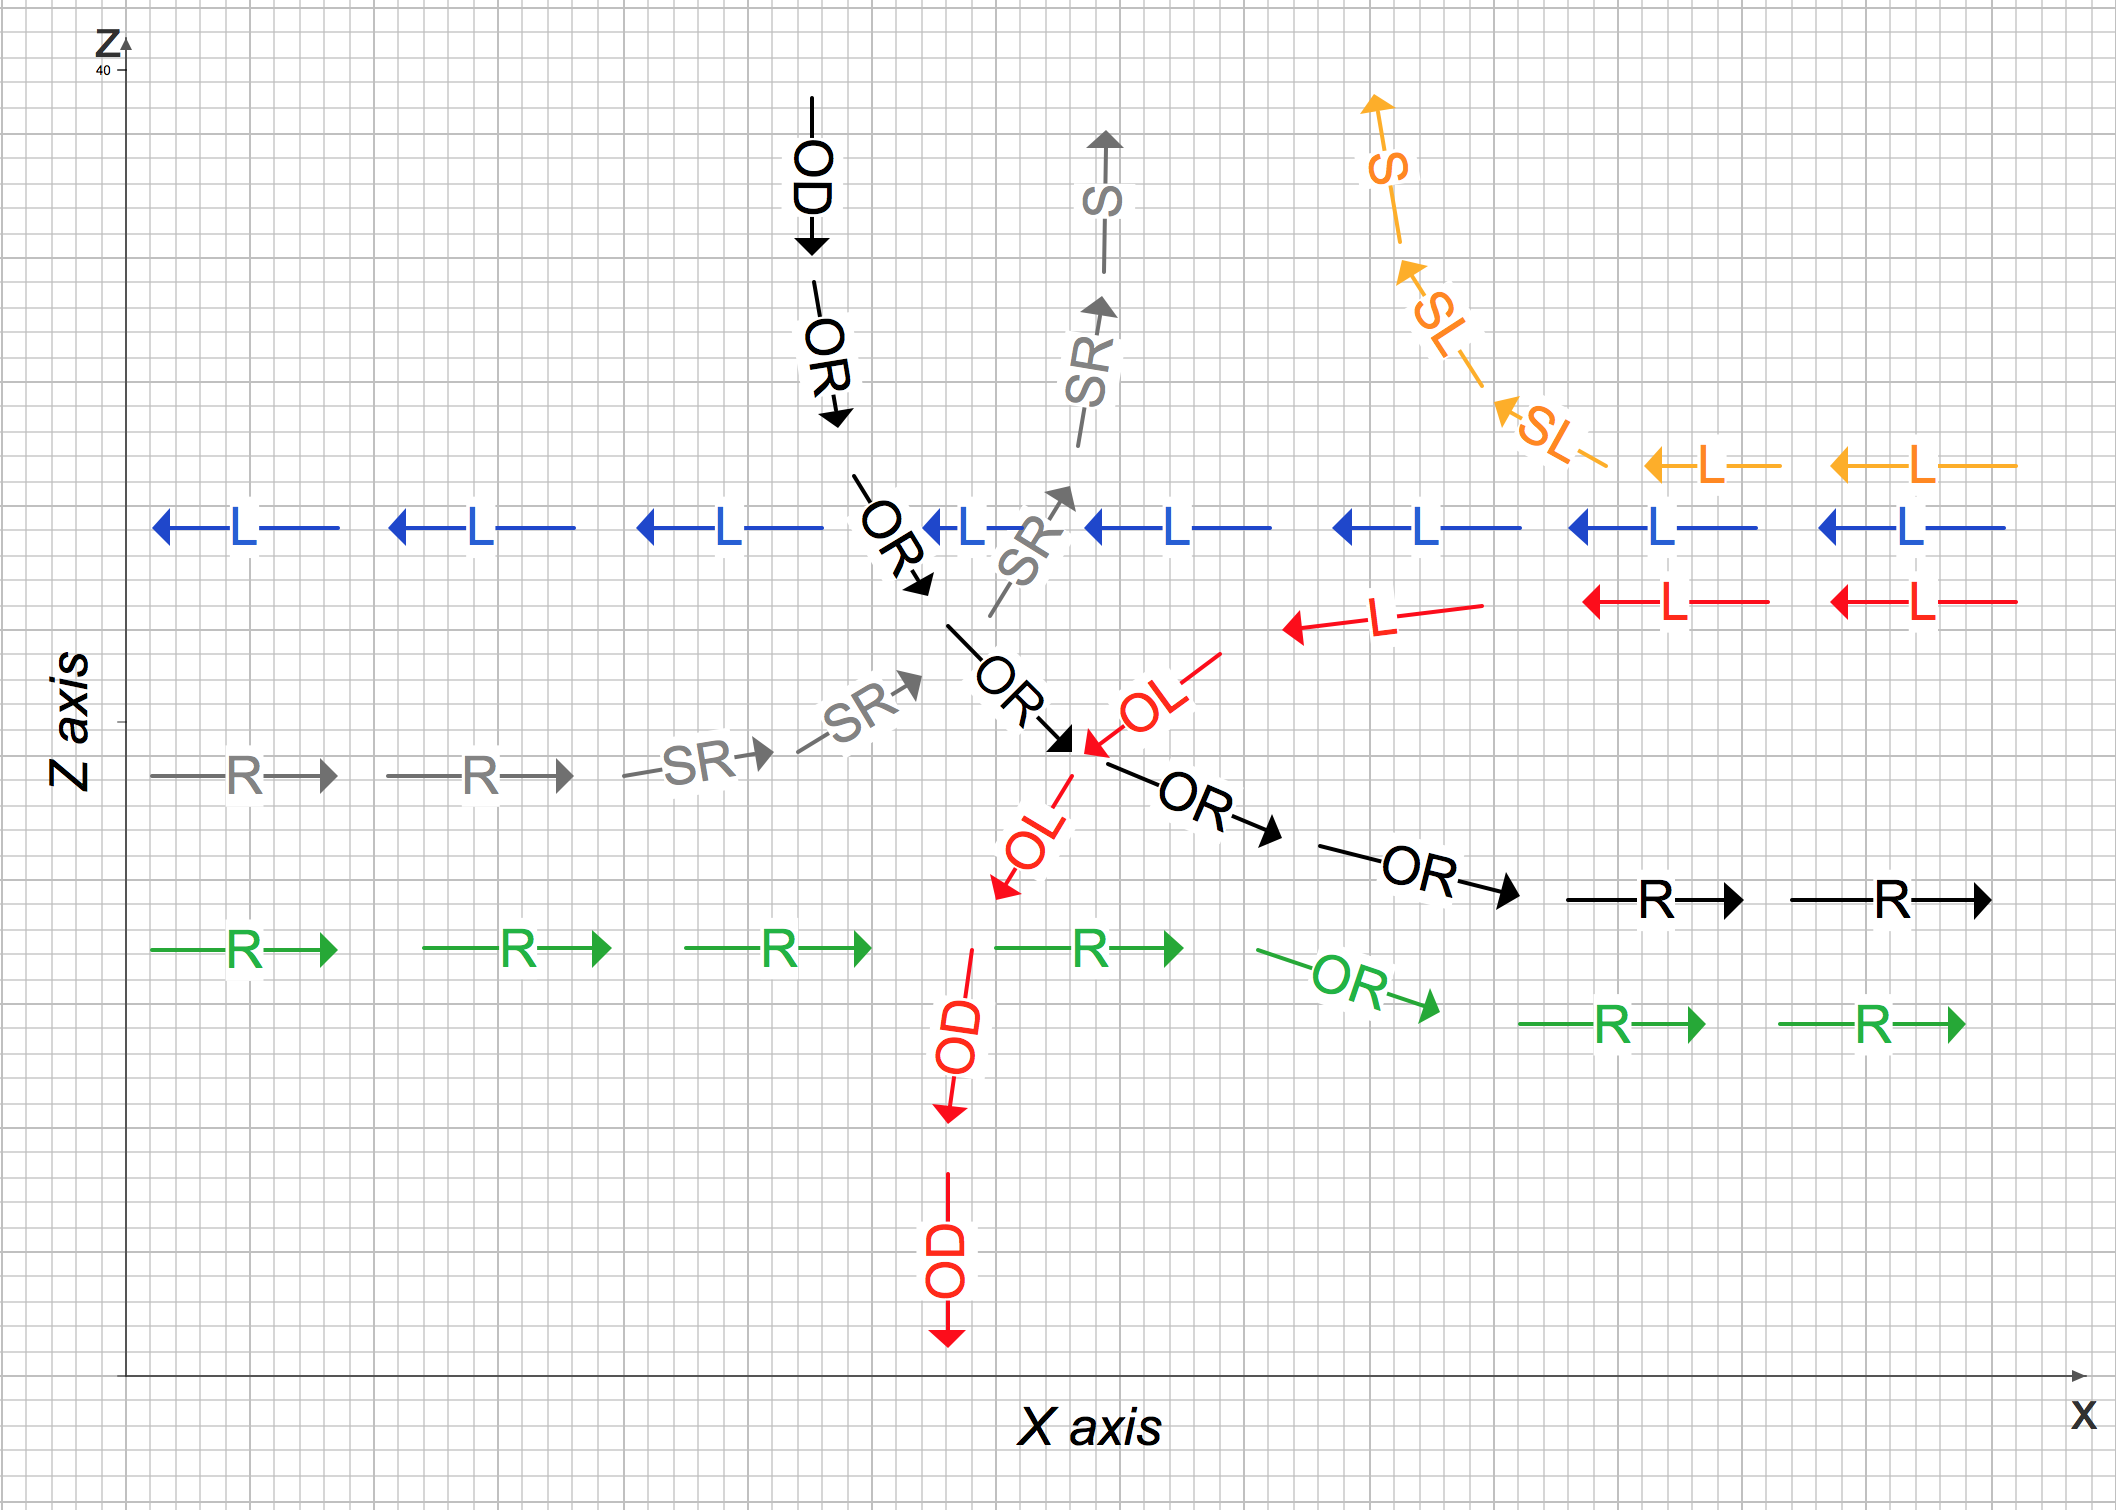 Z
40
OD
S
S
OR
SR
SL
SL
L L
L L L OR L SR L L L L
L L L
OR OL
SR
R R SR
OR
OL
OR
R R
R R R R
OR
R R
OD
OD
Z axis
X axis
x